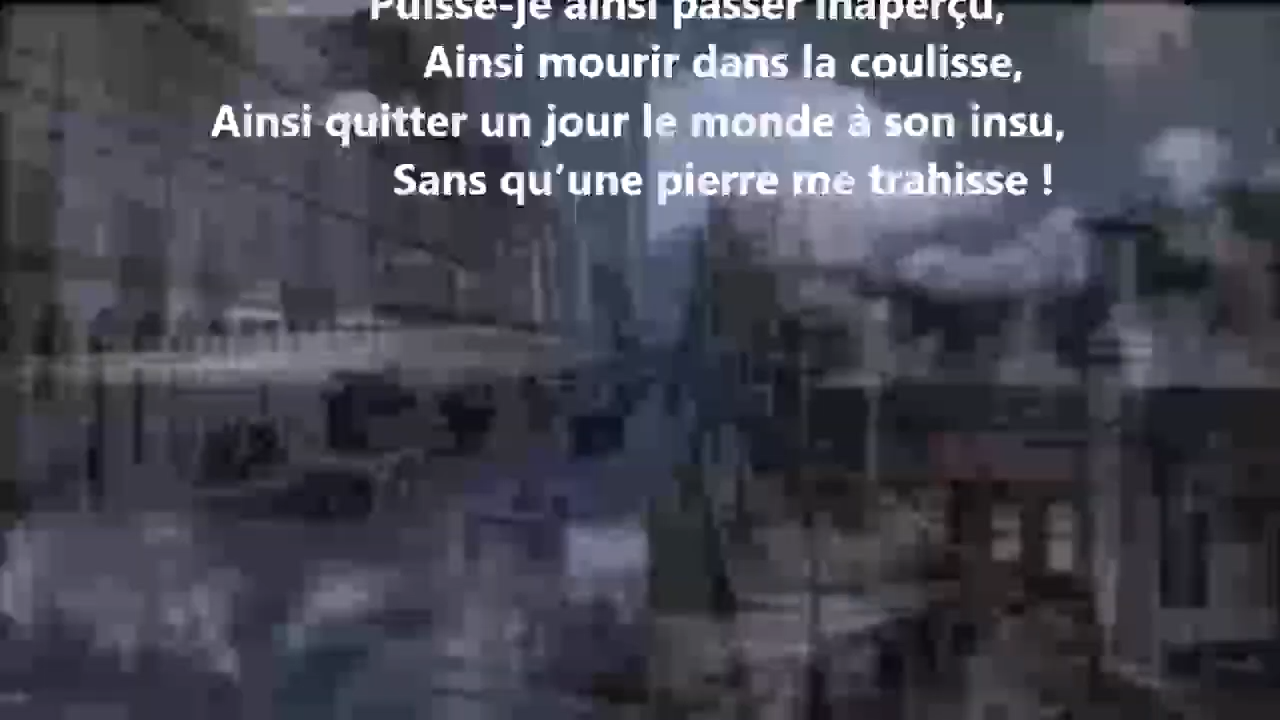 Puisse-je ainsi passer inaperçu,
Ainsi mourir dans la coulisse,
Ainsi quitter un jour le monde à son insu,
Sans qu’une pierre me trahisse !